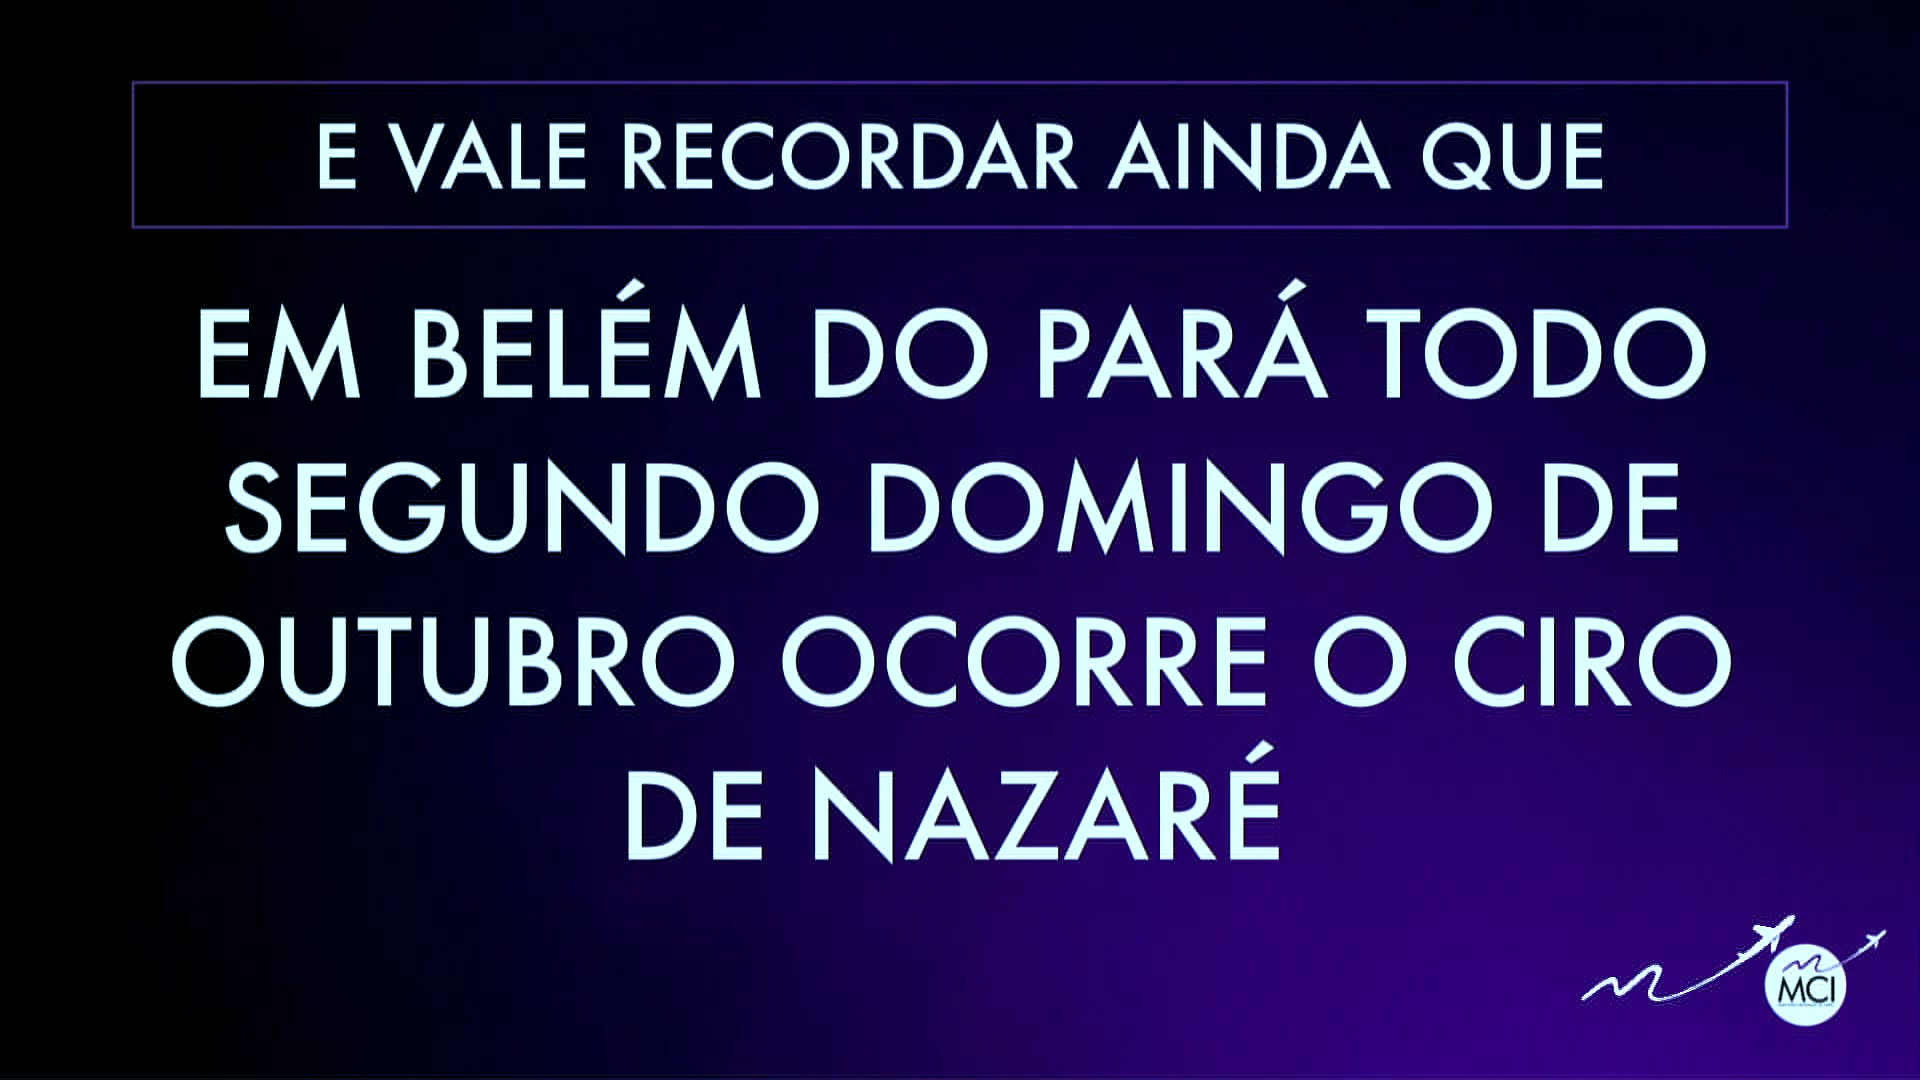 E VALE RECORDAR AINDA QUE
EM BELÉM DO PARÁ TODO
SEGUNDO DOMINGO DE
OUTUBRO OCORRE O CIRO
DE NAZARÉ
MCI